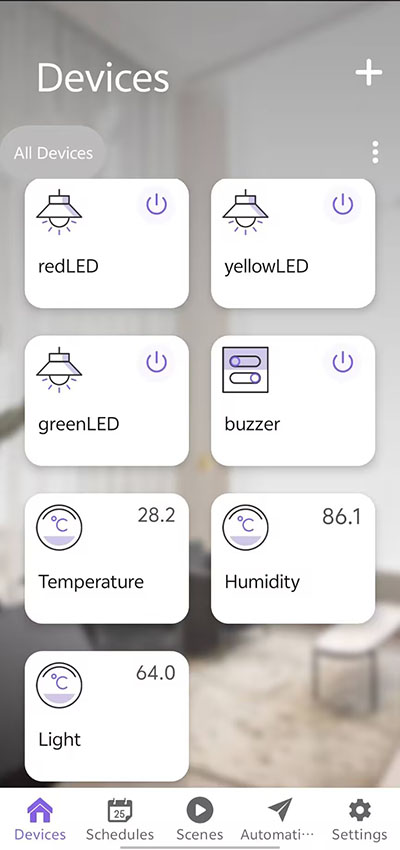 Devices
All Devices
redLED
yellowLED
greenLED
buzzer
°C 28.2
Temperature
°C 86.1
Humidity
°C 64.0
Light
25
Devices Schedules Scenes Automati··· Settings